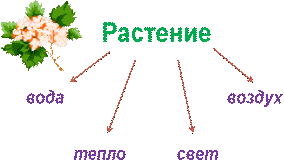 Растение
вода
воздух
тепло
свет